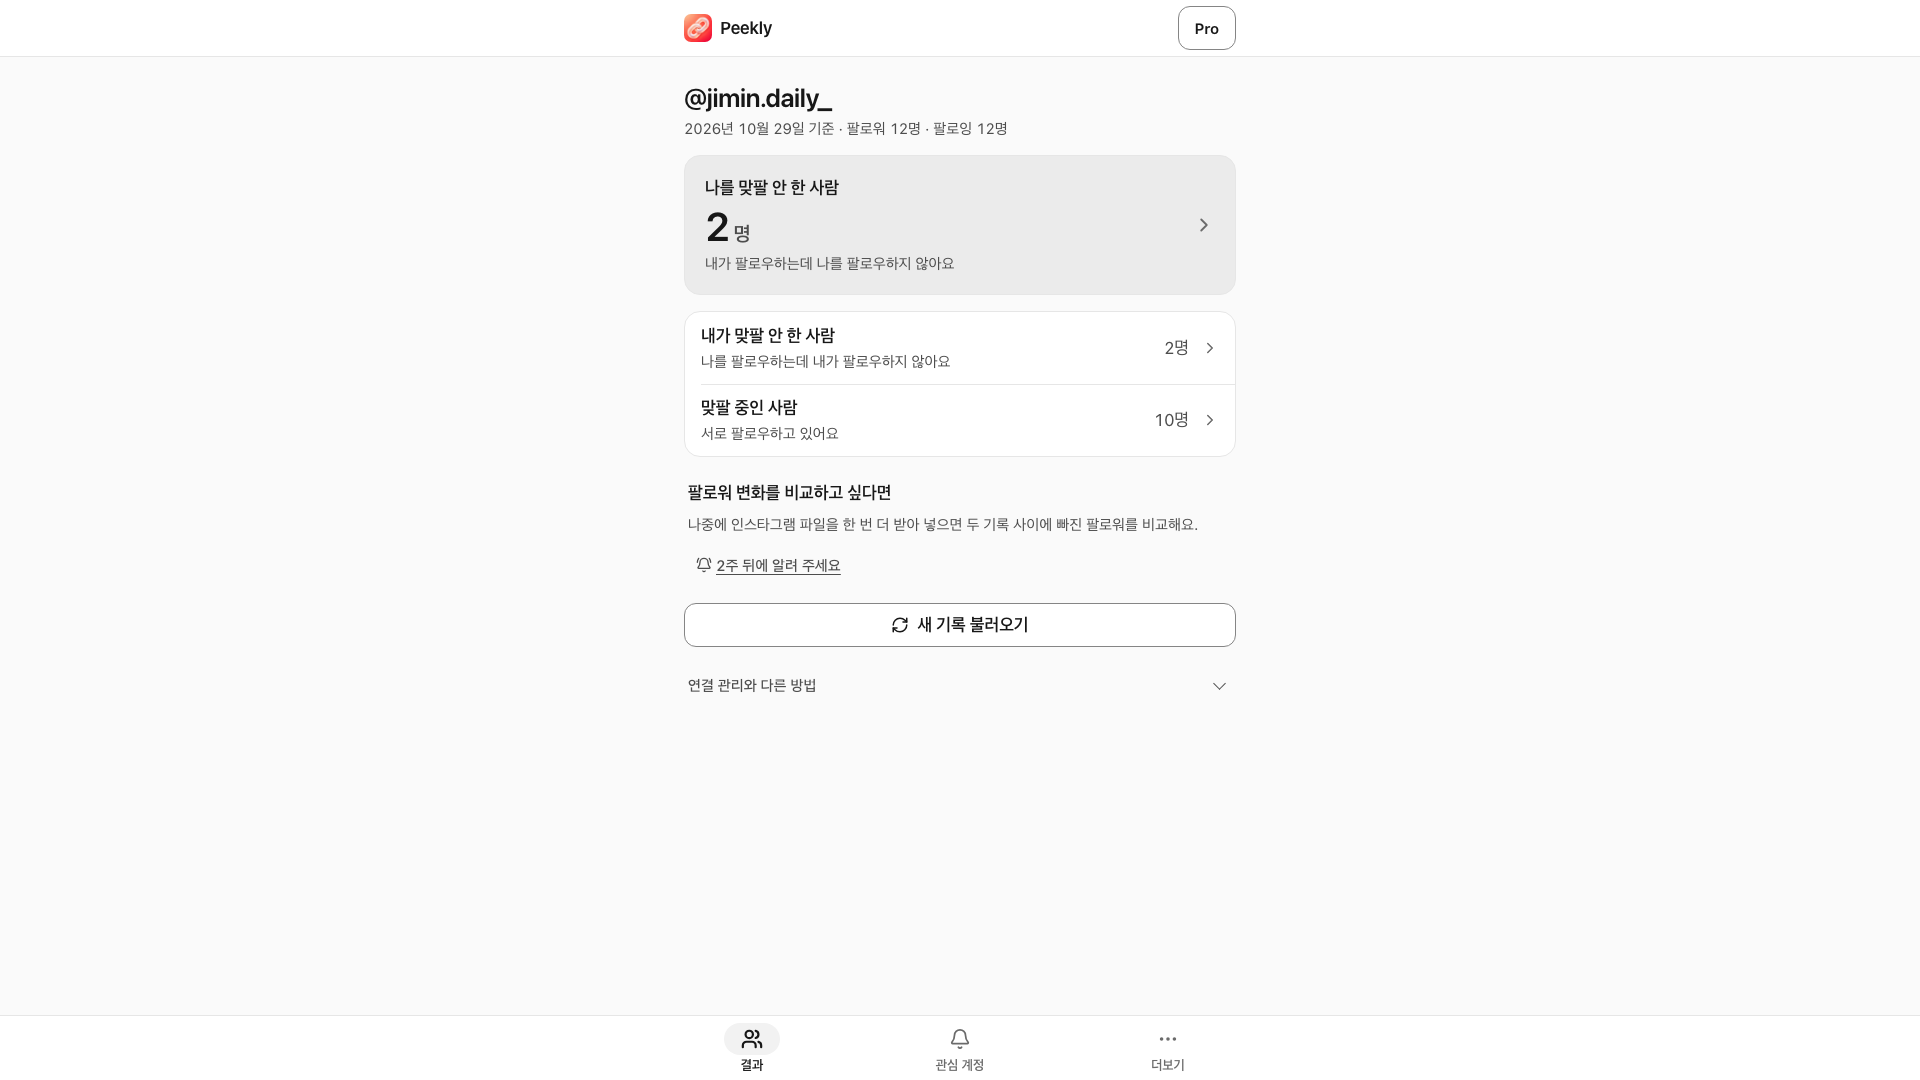 Peekly
Pro
@jimin.daily_
2026년 10월 29일 기준 · 팔로워 12명 · 팔로잉 12명
나를 맞팔 안 한 사람
2 명
내가 팔로우하는데 나를 팔로우하지 않아요
내가 맞팔 안 한 사람
나를 팔로우하는데 내가 팔로우하지 않아요
2명
맞팔 중인 사람
서로 팔로우하고 있어요
10명
팔로워 변화를 비교하고 싶다면
나중에 인스타그램 파일을 한 번 더 받아 넣으면 두 기록 사이에 빠진 팔로워를 비교해요.
2주 뒤에 알려 주세요
새 기록 불러오기
연결 관리와 다른 방법
결과
관심 계정
더보기